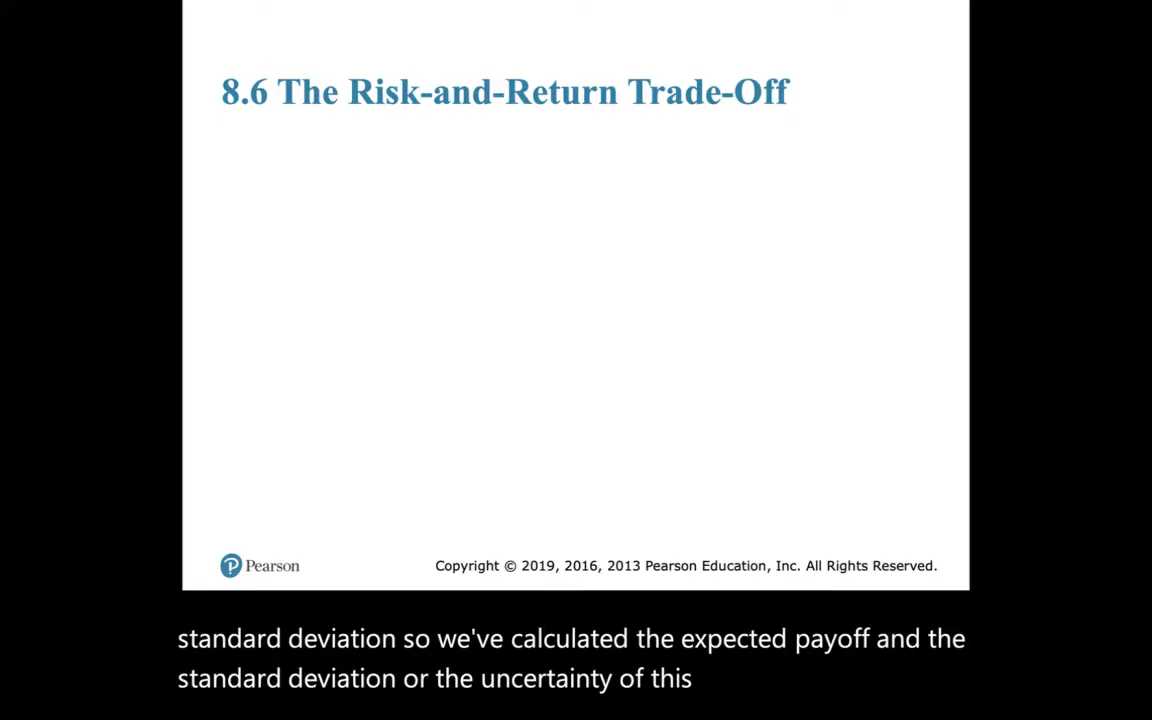 8.6 The Risk-and-Return Trade-Off
Pearson
Copyright © 2019, 2016, 2013 Pearson Education, Inc. All Rights Reserved.
standard deviation so we've calculated the expected payoff and the
standard deviation or the uncertainty of this